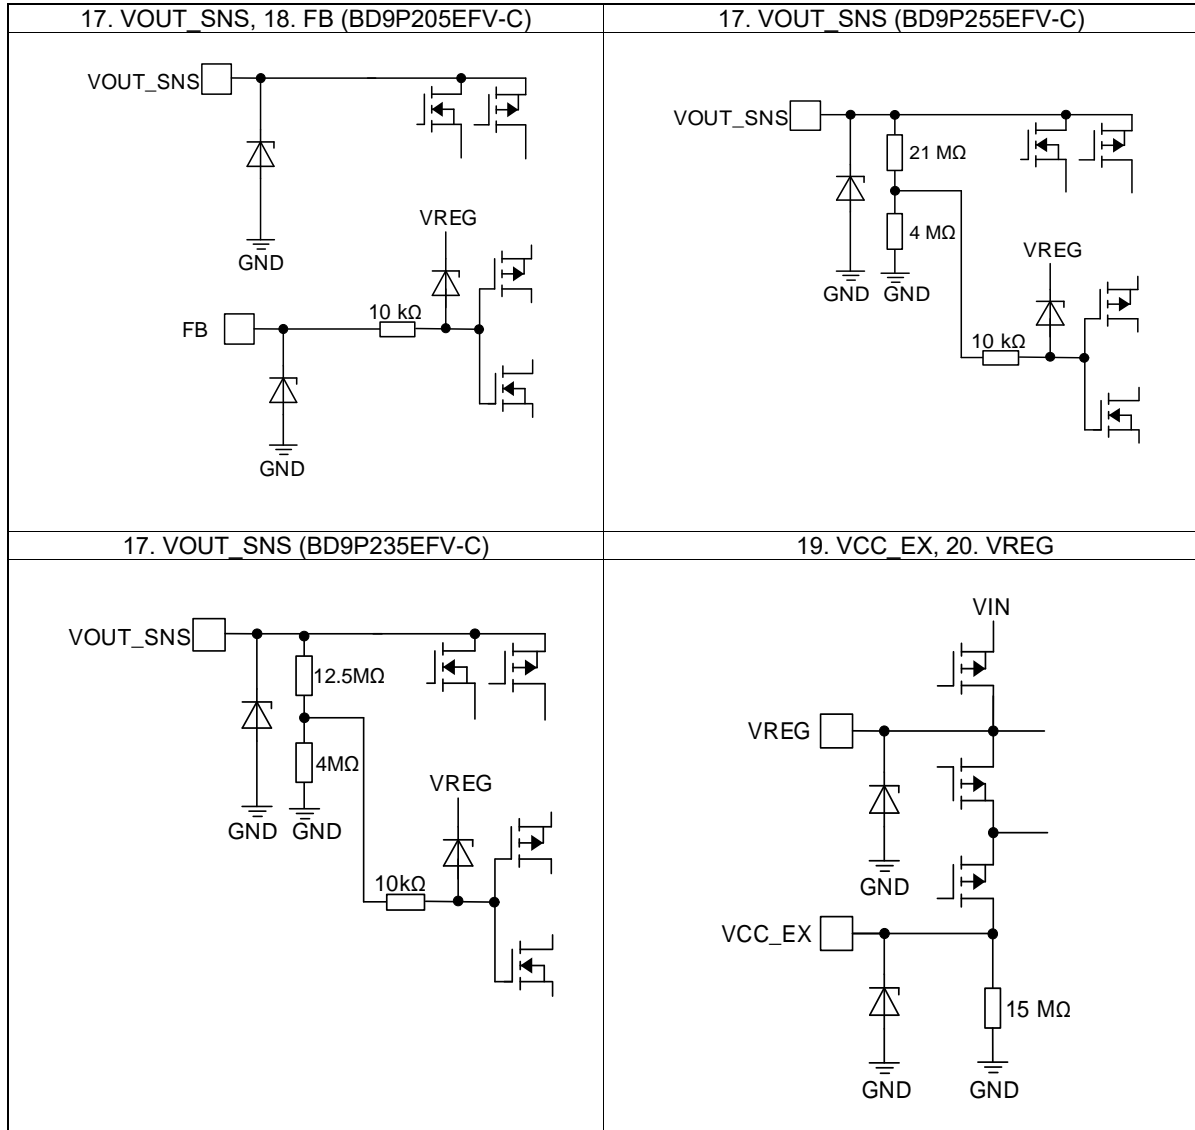 17. VOUT_SNS, 18. FB (BD9P205EFV-C)
VOUT_SNS
GND
VREG
FB
10 kΩ
GND
17. VOUT_SNS (BD9P255EFV-C)
VOUT_SNS
21 MΩ
4 MΩ
VREG
GND
GND
10 kΩ
17. VOUT_SNS (BD9P235EFV-C)
VOUT_SNS
12.5MΩ
4MΩ
VREG
GND
GND
10kΩ
19. VCC_EX, 20. VREG
VIN
VREG
GND
VCC_EX
15 MΩ
GND
GND